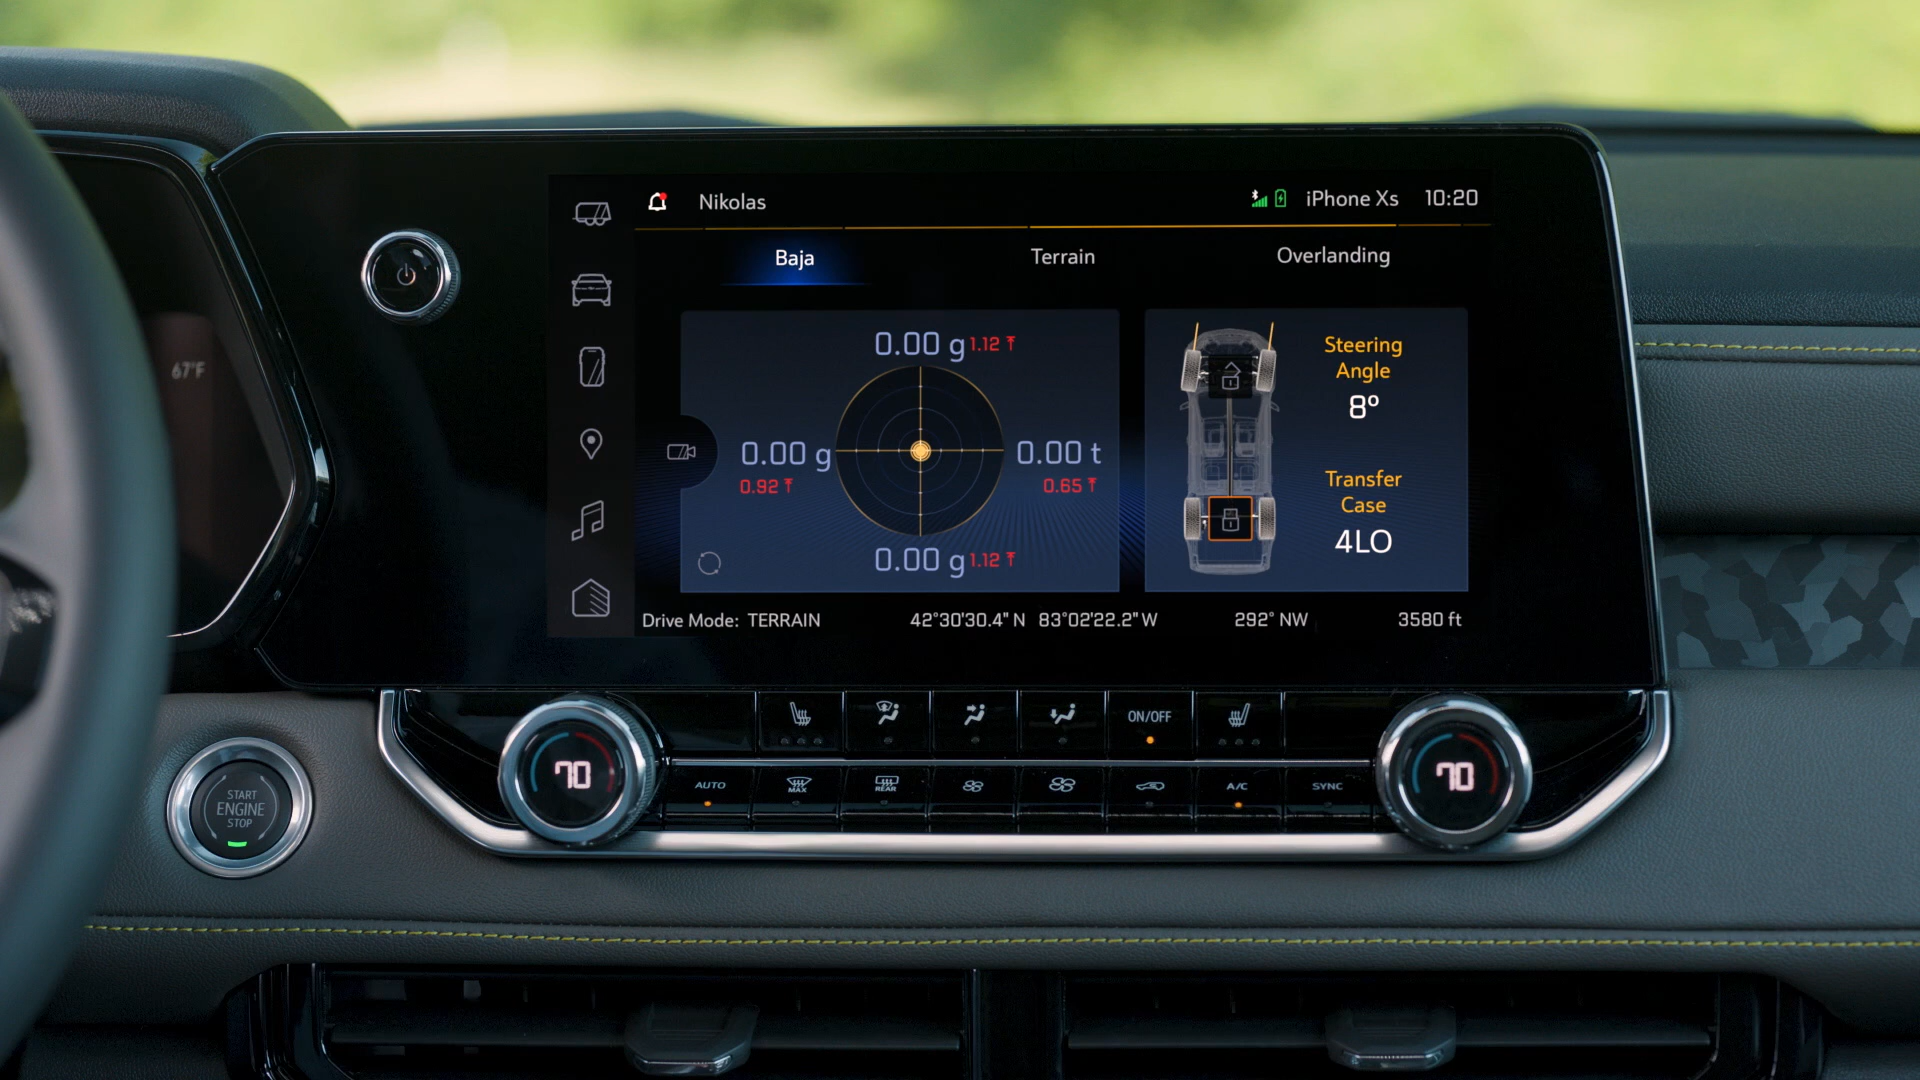 Nikolas
iPhone Xs 10:20
Baja Terrain Overlanding
67°F
0.00 g 1.12
0.00 g 0.92
0.00 t 0.65
0.00 g 1.12
Steering
Angle
8°
Transfer
Case
4LO
Drive Mode: TERRAIN 42°30'30.4" N 83°02'22.2" W 292° NW 3580 ft
ON/OFF
70
AUTO MAX REAR A/C SYNC
70
START
ENGINE
STOP